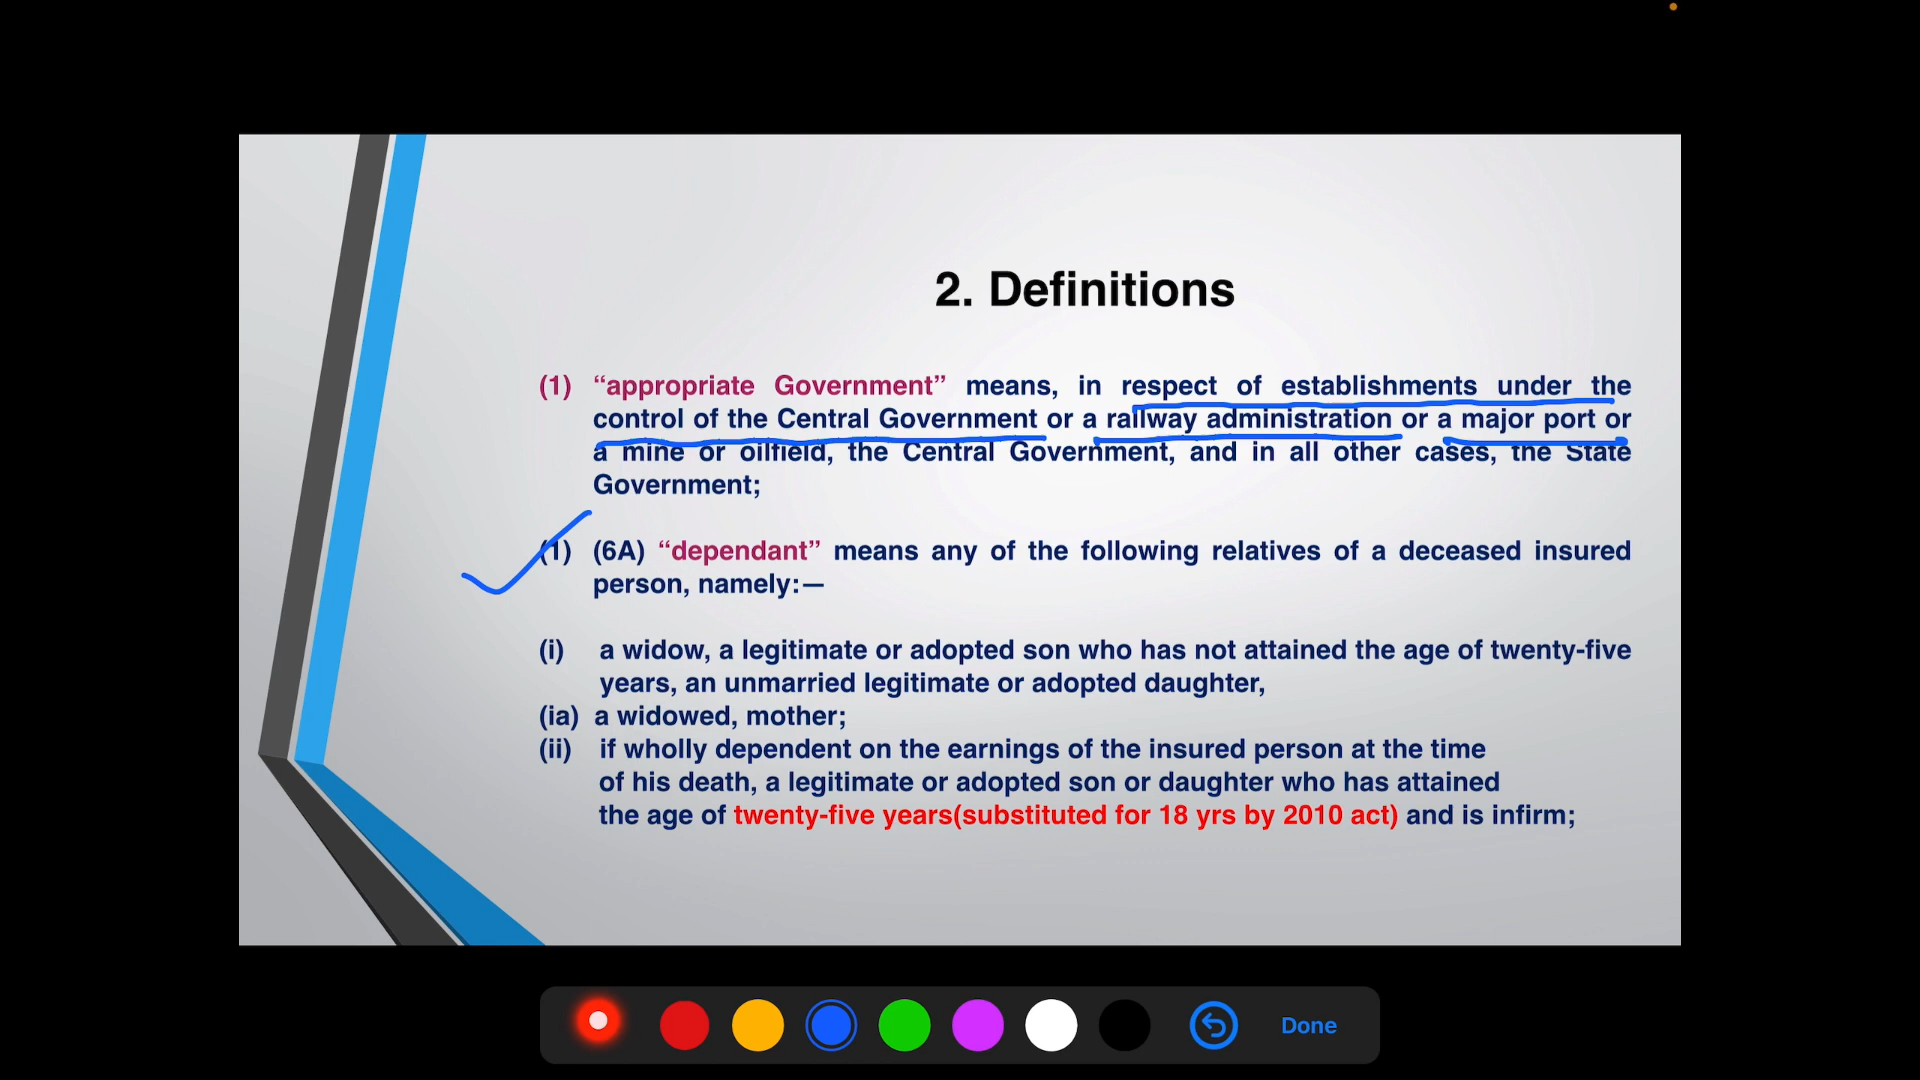 2. Definitions
(1) “appropriate Government” means, in respect of establishments under the
control of the Central Government or a railway administration or a major port or
a mine or oilfield, the Central Government, and in all other cases, the State
Government;
(1) (6A) “dependant” means any of the following relatives of a deceased insured
person, namely:—
(i) a widow, a legitimate or adopted son who has not attained the age of twenty-five
years, an unmarried legitimate or adopted daughter,
(ia) a widowed, mother;
(ii) if wholly dependent on the earnings of the insured person at the time
of his death, a legitimate or adopted son or daughter who has attained
the age of twenty-five years(substituted for 18 yrs by 2010 act) and is infirm;
Done